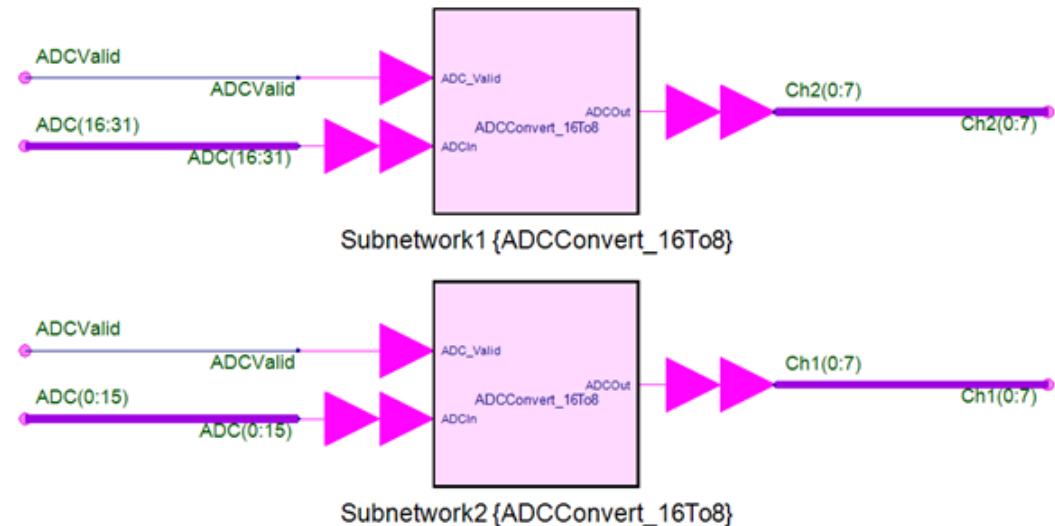 ADCValid
ADCValid
ADC_Valid
ADC(16:31)
ADC(16:31)
ADCIn
ADCConvert_16To8
ADCOut
Ch2(0:7)
Ch2(0:7)
Subnetwork1 {ADCConvert_16To8}
ADCValid
ADCValid
ADC_Valid
ADC(0:15)
ADC(0:15)
ADCIn
ADCConvert_16To8
ADCOut
Ch1(0:7)
Ch1(0:7)
Subnetwork2 {ADCConvert_16To8}